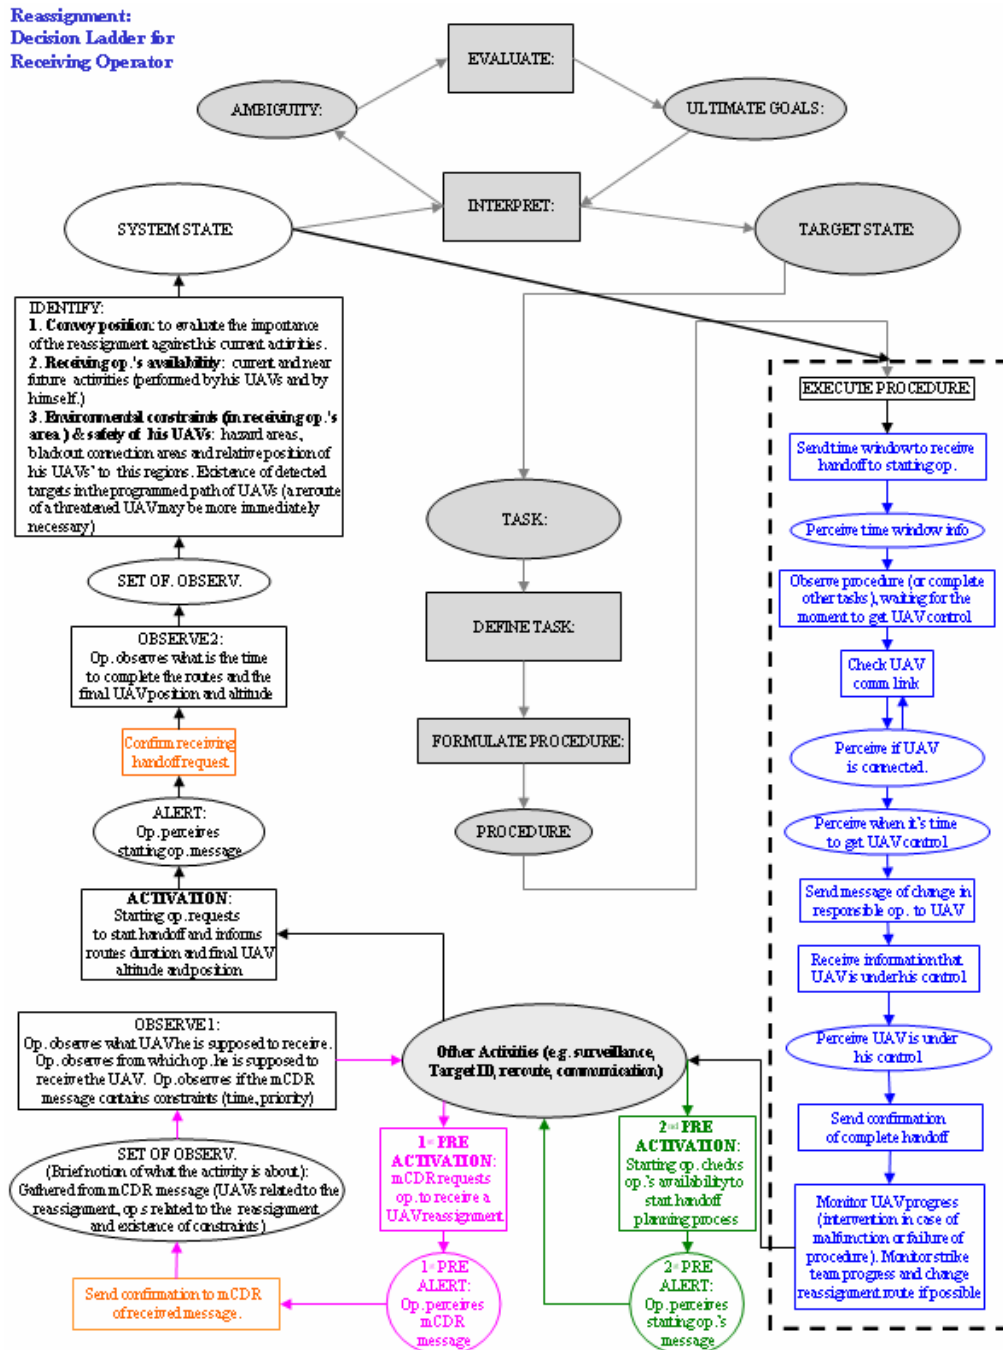 Reassignment:
Decision Ladder for
Receiving Operator
EVALUATE:
AMBIGUITY:
ULTIMATE GOALS:
INTERPRET:
SYSTEM STATE:
TARGET STATE:
IDENTIFY:
1. Convoy position: to evaluate the importance
of the reassignment against his current activities.
2. Receiving op.'s availability: current and near
future activities (performed by his UAVs and by
himself.)
3. Environmental constraints (in receiving op.'s
area) & safety of his UAVs: hazard areas,
blackout connection areas and relative position of
his UAVs' to this regions. Existence of detected
targets in the programmed path of UAVs (a reroute
of a threatened UAV may be more immediately
necessary)
SET OF. OBSERV.
OBSERVE 2:
Op. observes what is the time
to complete the routes and the
final UAV position and altitude
Confirm receiving
handoff request
ALERT:
Op. perceives
starting op. message
ACTIVATION:
Starting op. requests
to start handoff and informs
routes duration and final UAV
altitude and position
OBSERVE 1:
Op. observes what UAV he is supposed to receive.
Op. observes from which op. he is supposed to
receive the UAV. Op. observes if the mCDR
message contains constraints (time, priority)
SET OF OBSERV.
(Brief notion of what the activity is about):
Gathered from mCDR message (UAVs related to the
reassignment, op.s related to the reassignment
and existence of constraints)
Send confirmation to mCDR
of received message.
TASK:
DEFINE TASK:
FORMULATE PROCEDURE:
PROCEDURE:
Other Activities (e.g. surveillance,
Target ID, reroute, communication)
1st PRE
ACTIVATION:
mCDR requests
op. to receive a
UAV reassignment
1st PRE
ALERT:
Op. perceives
mCDR
message
2nd PRE
ACTIVATION:
Starting op. checks
op.'s availability to
start handoff
planning process
2nd PRE
ALERT:
Op. perceives
starting op.'s
message
EXECUTE PROCEDURE:
Send time window to receive
handoff to starting op.
Perceive time window info
Observe procedure (or complete
other tasks), waiting for the
moment to get UAV control
Check UAV
comm link
Perceive if UAV
is connected.
Perceive when it's time
to get UAV control
Send message of change in
responsible op. to UAV
Receive information that
UAV is under his control
Perceive UAV is under
his control
Send confirmation
of complete handoff
Monitor UAV progress
(intervention in case of
malfunction or failure of
procedure). Monitor strike
team progress and change
reassignment route if possible